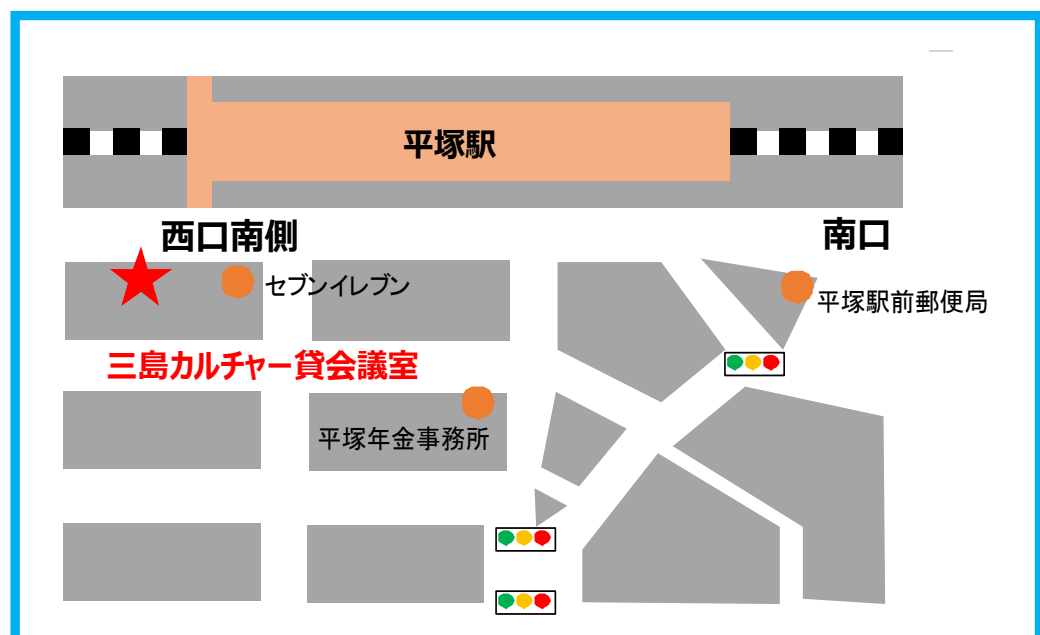 平塚駅
西口南側
南口
セブンイレブン
平塚駅前郵便局
三島カルチャー貸会議室
平塚年金事務所